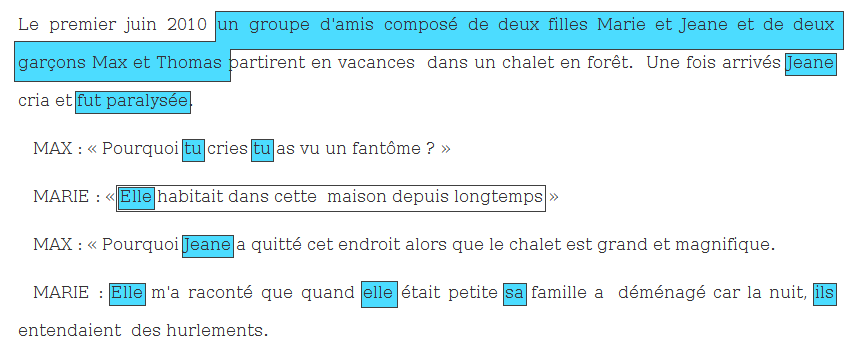 Le premier juin 2010 un groupe d'amis composé de deux filles Marie et Jeane et de deux
garçons Max et Thomas partirent en vacances dans un chalet en forêt. Une fois arrivés Jeane
cria et fut paralysée.
MAX : « Pourquoi tu cries tu as vu un fantôme ? »
MARIE : « Elle habitait dans cette maison depuis longtemps »
MAX : « Pourquoi Jeane a quitté cet endroit alors que le chalet est grand et magnifique.
MARIE : Elle m'a raconté que quand elle était petite sa famille a déménagé car la nuit, ils
entendaient des hurlements.